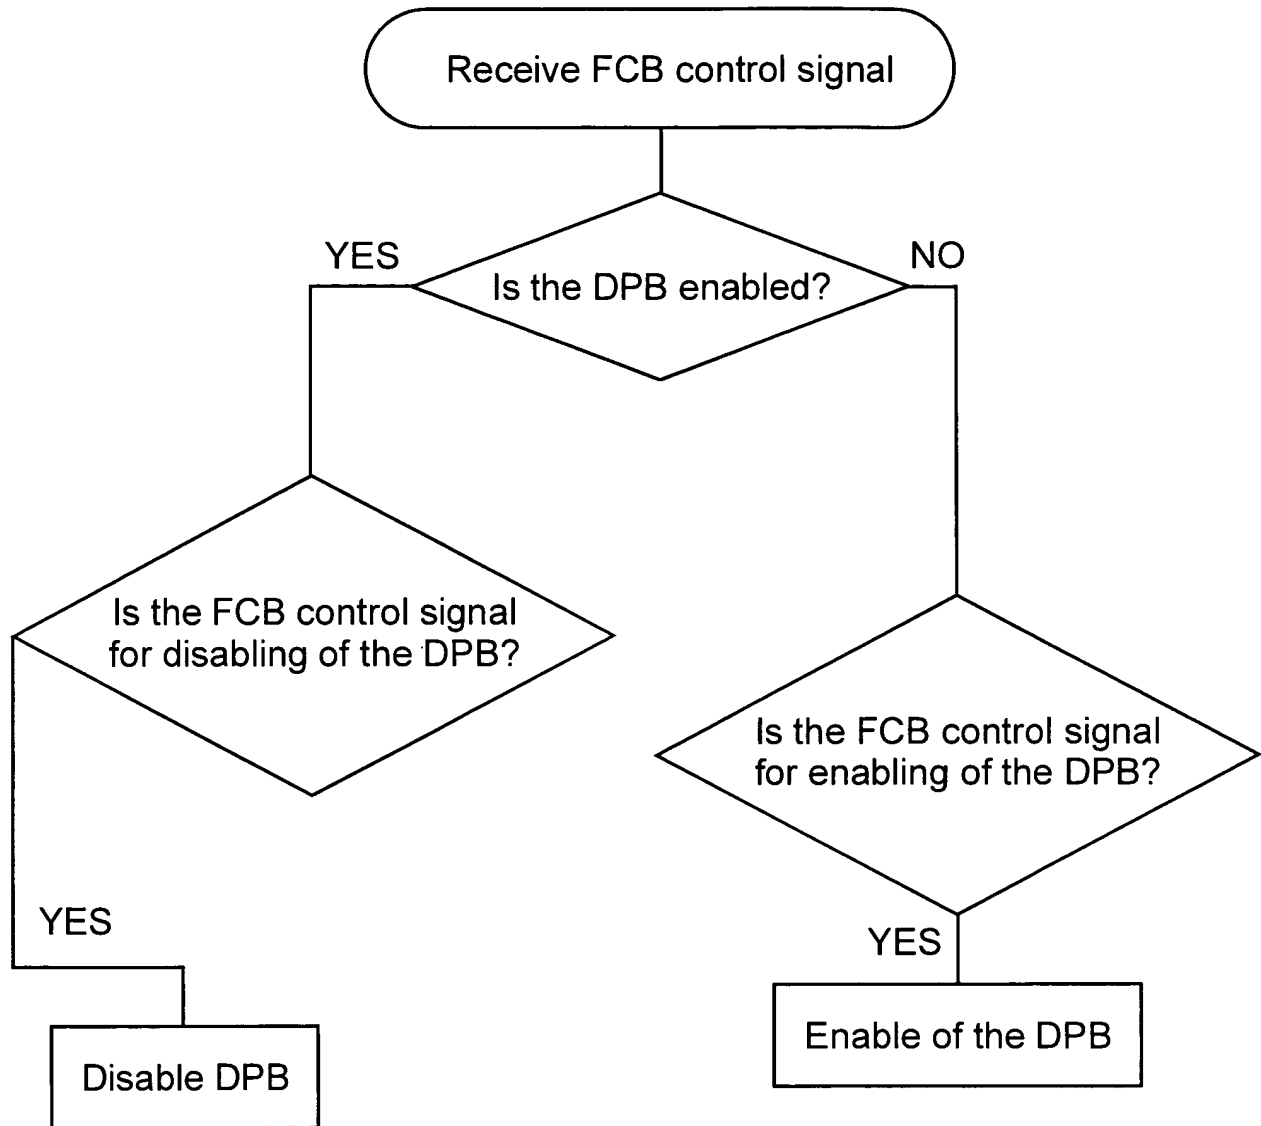 Receive FCB control signal
YES
NO
Is the DPB enabled?
Is the FCB control signal
for disabling of the DPB?
Is the FCB control signal
for enabling of the DPB?
YES
YES
Enable of the DPB
Disable DPB